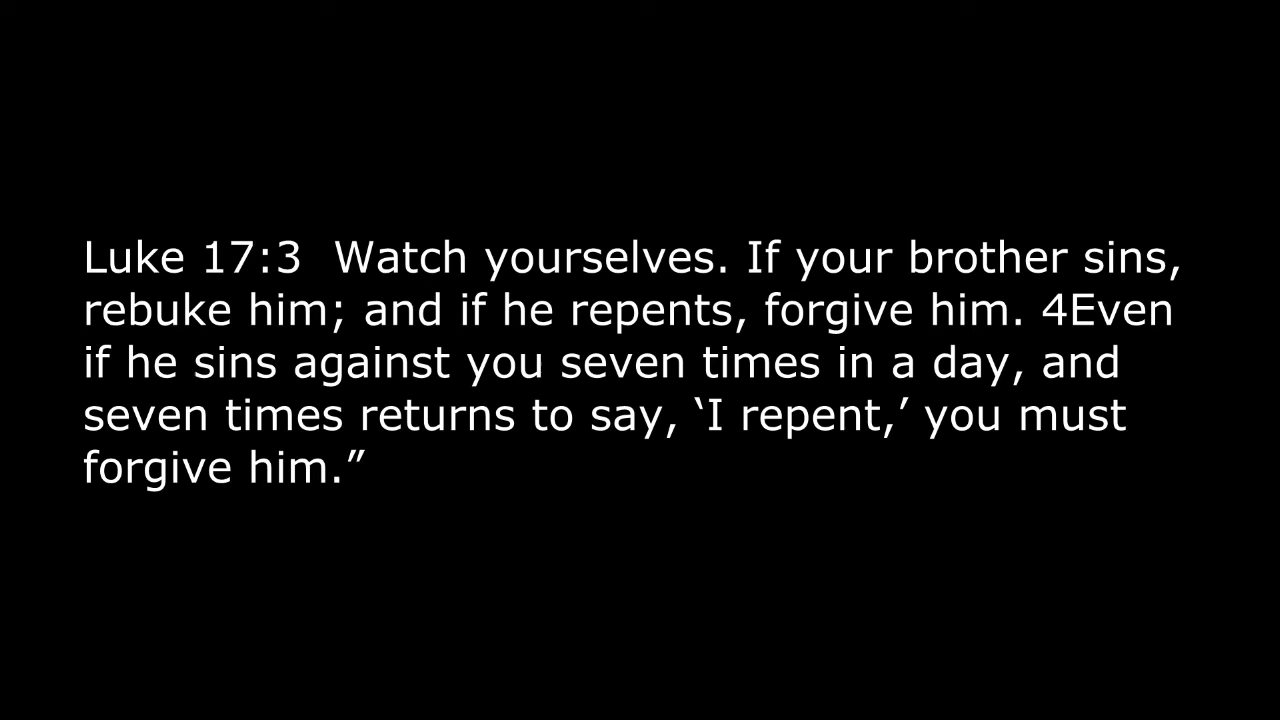 Luke 17:3  Watch yourselves. If your brother sins,
rebuke him; and if he repents, forgive him. 4Even
if he sins against you seven times in a day, and
seven times returns to say, ‘I repent,’ you must
forgive him.”